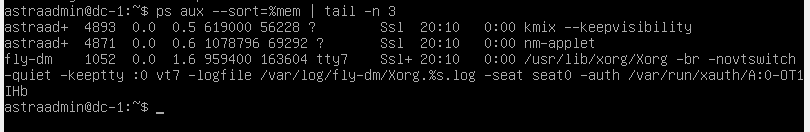 astraadmin@dc-1:~$ ps aux --sort=%mem | tail -n 3
astraad+ 4893 0.0 0.5 619000 56228 ? Ssl 20:10 0:00 kmix --keepvisibility
astraad+ 4871 0.0 0.6 1078796 69292 ? Ssl 20:10 0:00 nm-applet
fly-dm 1052 0.0 1.6 959400 163604 tty7 Ssl+ 20:10 0:00 /usr/lib/xorg/Xorg -br -novtswitch
-quiet -keeptty :0 vt7 -logfile /var/log/fly-dm/Xorg.%s.log -seat seat0 -auth /var/run/xauth/A:0-OT1
IHb
astraadmin@dc-1:~$ _